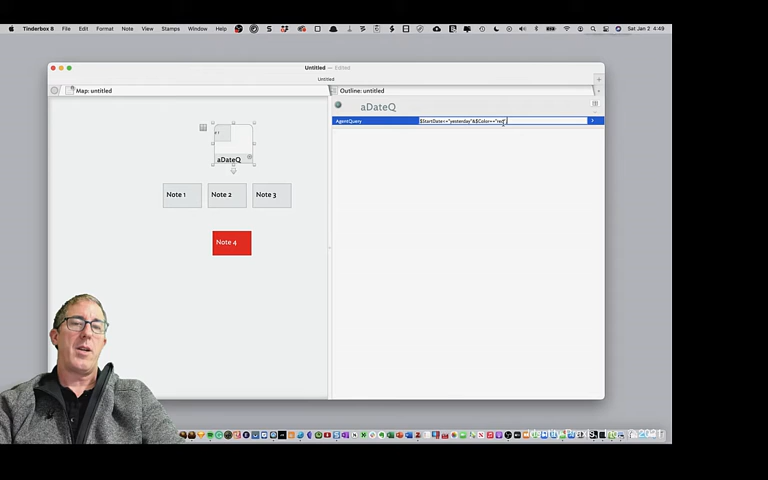 Tinderbox 8 File Edit Format Note View Stamps Window Help
Sat Jan 2 4:49
Untitled — Edited
Untitled
Map: untitled
Outline: untitled
aDateQ
AgentQuery $StartDate<="yesterday"&$Color=="red"
aDateQ
Note 1 Note 2 Note 3
Note 4